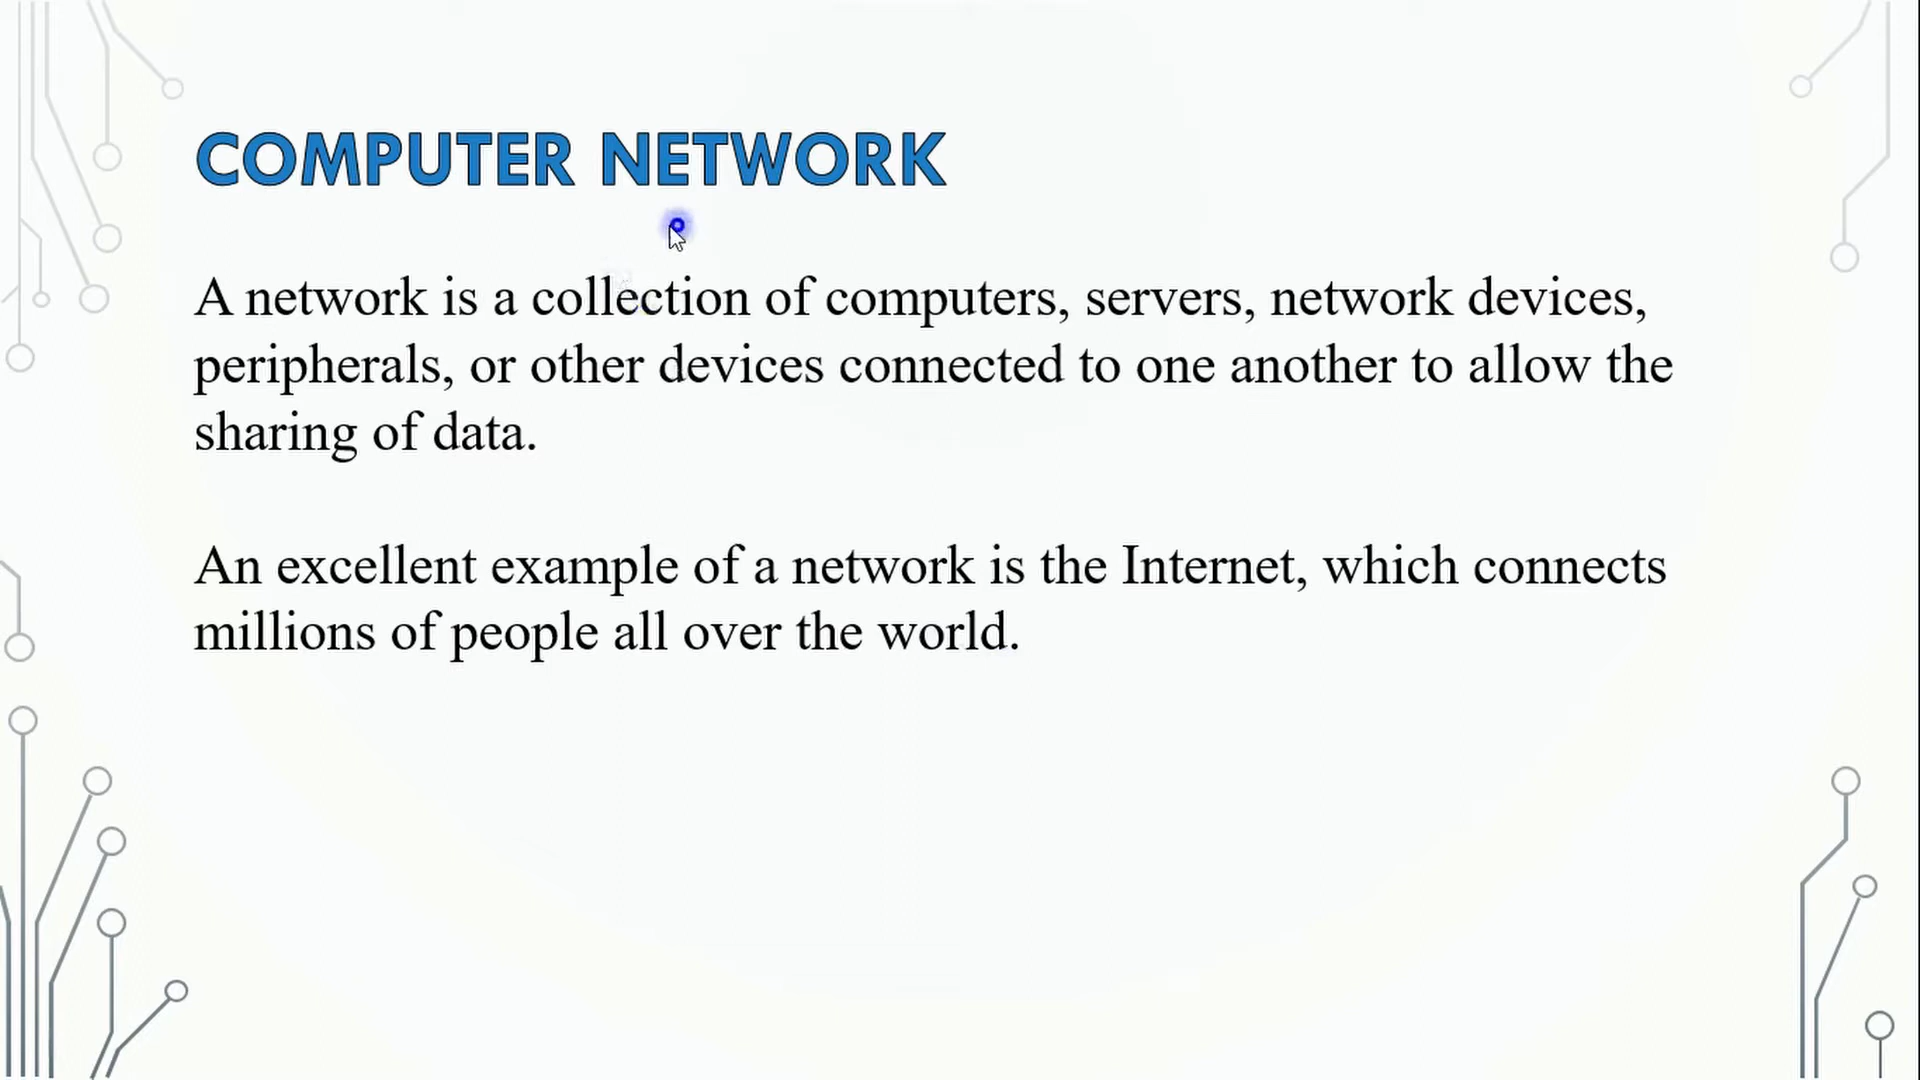 COMPUTER NETWORK
A network is a collection of computers, servers, network devices,
peripherals, or other devices connected to one another to allow the
sharing of data.
An excellent example of a network is the Internet, which connects
millions of people all over the world.